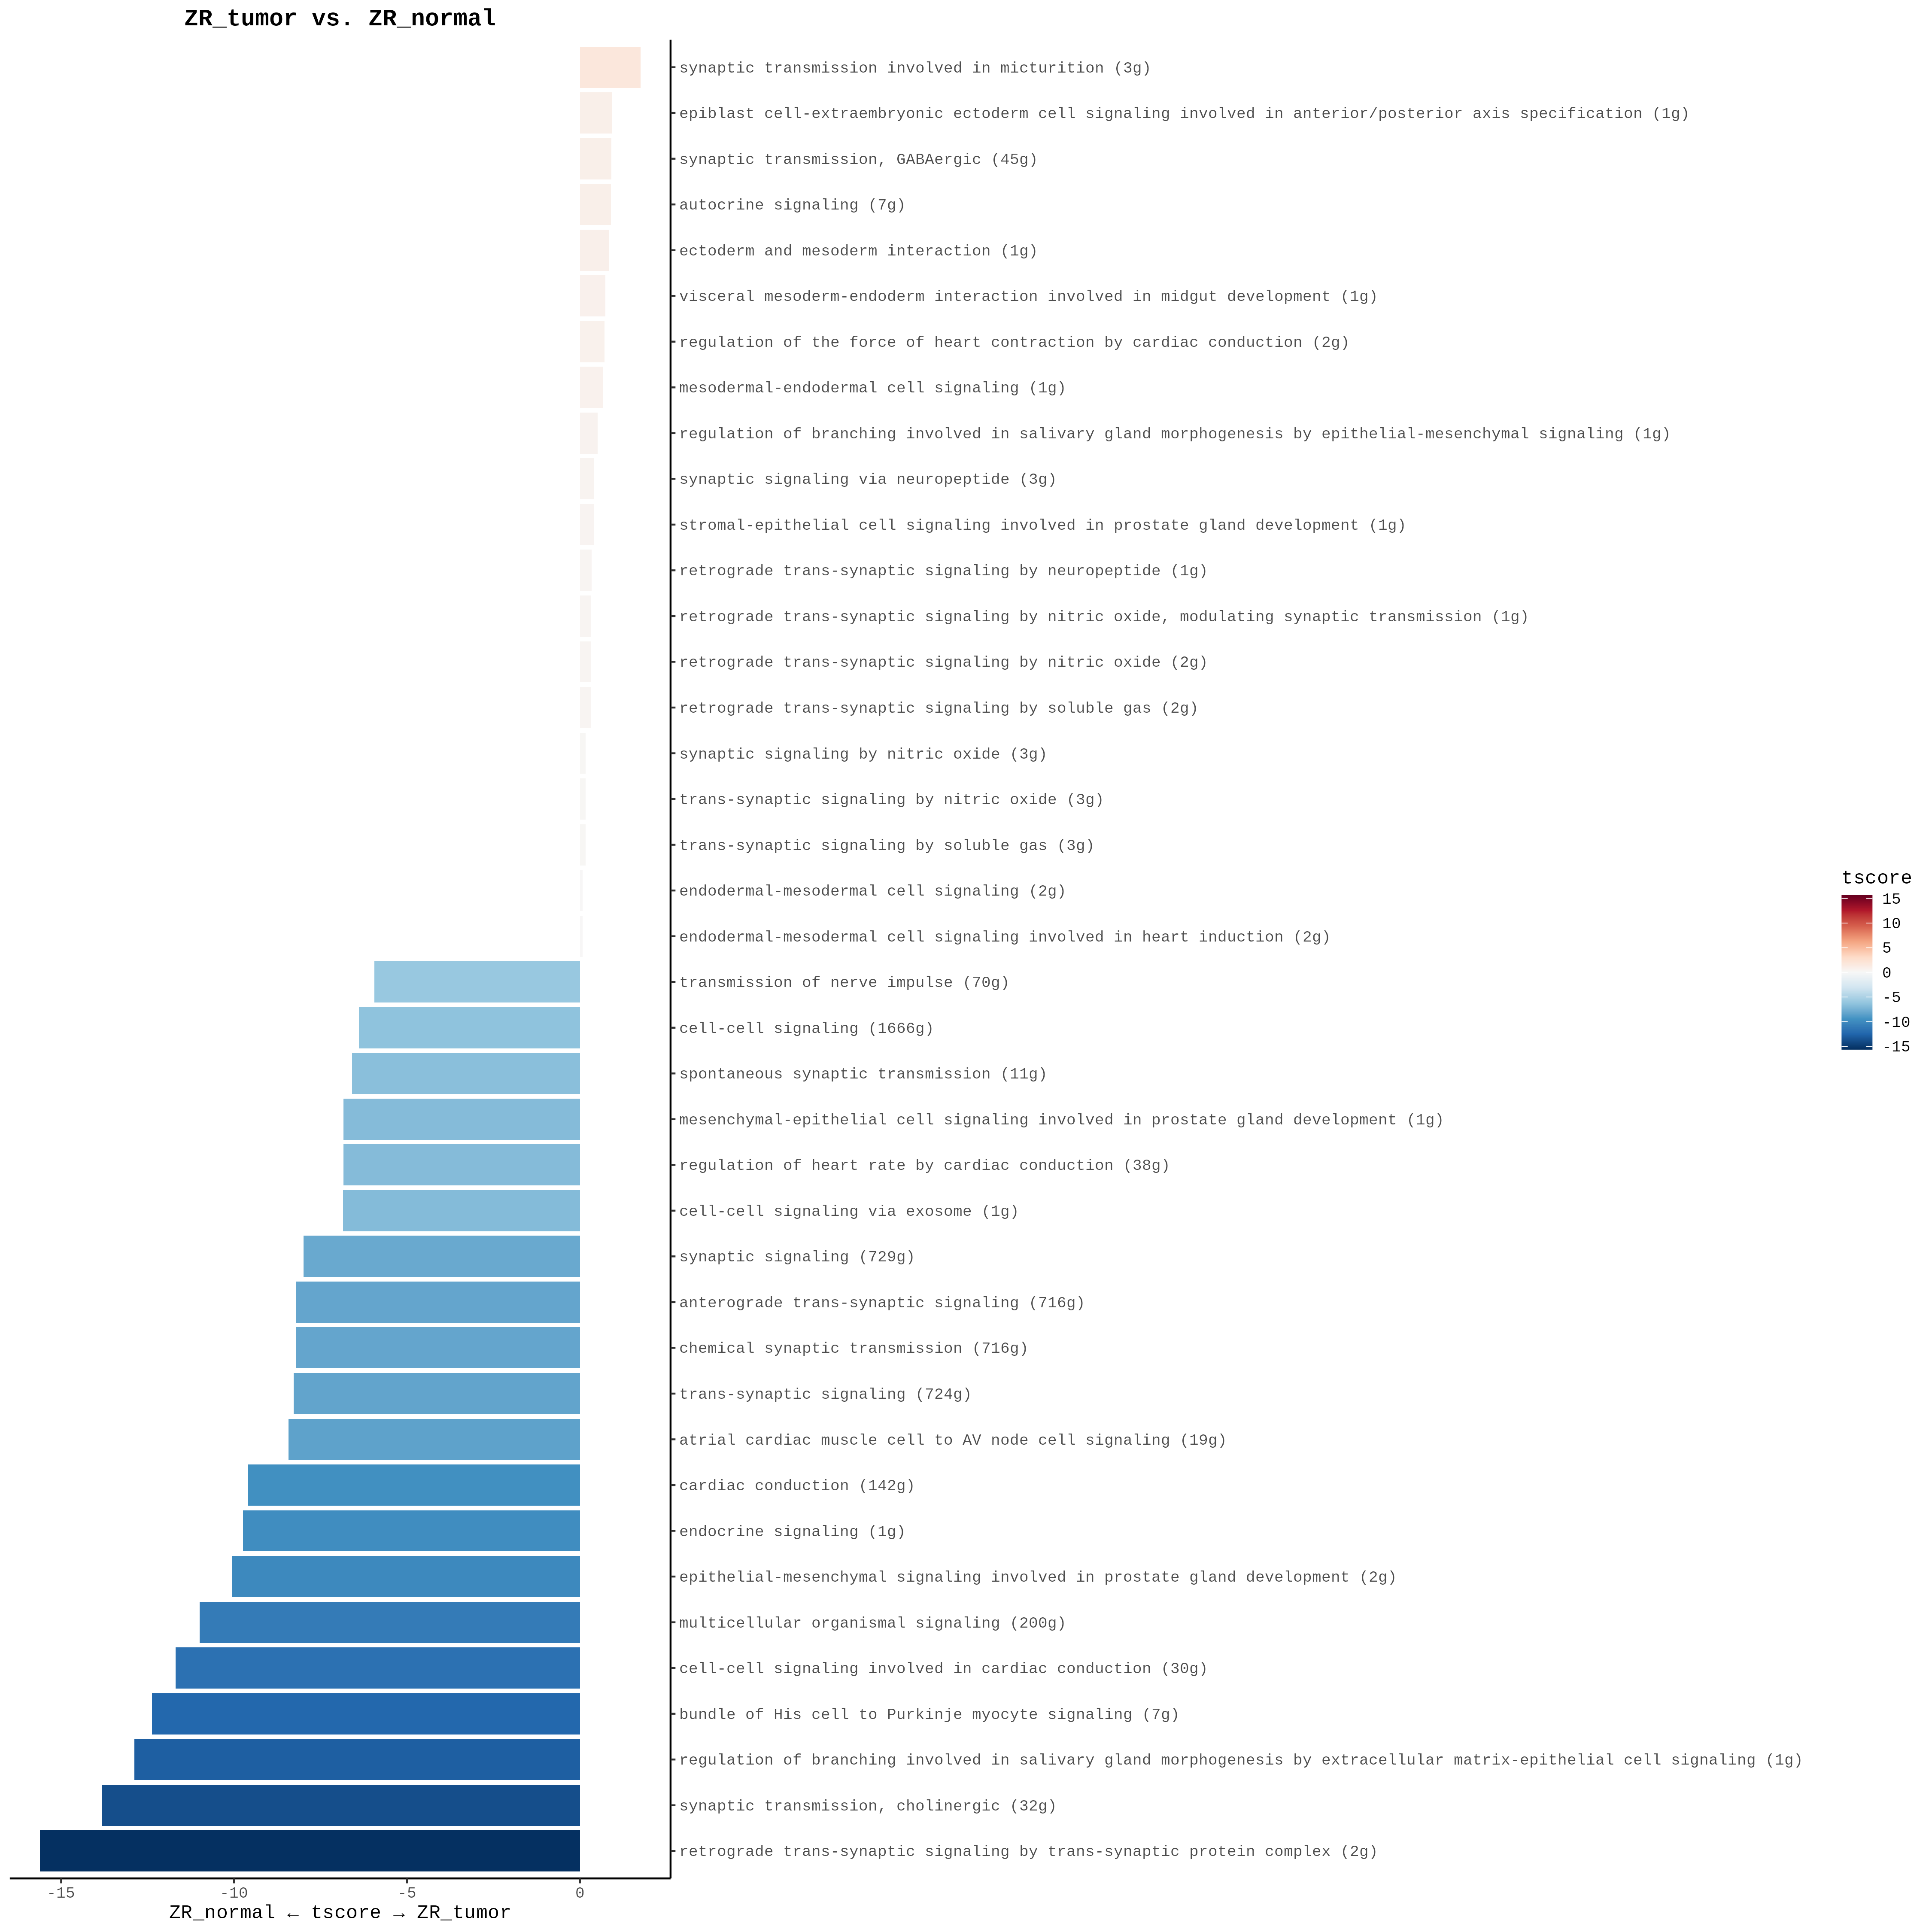 ZR_tumor vs. ZR_normal
synaptic transmission involved in micturition (3g)
epiblast cell-extraembryonic ectoderm cell signaling involved in anterior/posterior axis specification (1g)
synaptic transmission, GABAergic (45g)
autocrine signaling (7g)
ectoderm and mesoderm interaction (1g)
visceral mesoderm-endoderm interaction involved in midgut development (1g)
regulation of the force of heart contraction by cardiac conduction (2g)
mesodermal-endodermal cell signaling (1g)
regulation of branching involved in salivary gland morphogenesis by epithelial-mesenchymal signaling (1g)
synaptic signaling via neuropeptide (3g)
stromal-epithelial cell signaling involved in prostate gland development (1g)
retrograde trans-synaptic signaling by neuropeptide (1g)
retrograde trans-synaptic signaling by nitric oxide, modulating synaptic transmission (1g)
retrograde trans-synaptic signaling by nitric oxide (2g)
retrograde trans-synaptic signaling by soluble gas (2g)
synaptic signaling by nitric oxide (3g)
trans-synaptic signaling by nitric oxide (3g)
trans-synaptic signaling by soluble gas (3g)
endodermal-mesodermal cell signaling (2g)
endodermal-mesodermal cell signaling involved in heart induction (2g)
transmission of nerve impulse (70g)
cell-cell signaling (1666g)
spontaneous synaptic transmission (11g)
mesenchymal-epithelial cell signaling involved in prostate gland development (1g)
regulation of heart rate by cardiac conduction (38g)
cell-cell signaling via exosome (1g)
synaptic signaling (729g)
anterograde trans-synaptic signaling (716g)
chemical synaptic transmission (716g)
trans-synaptic signaling (724g)
atrial cardiac muscle cell to AV node cell signaling (19g)
cardiac conduction (142g)
endocrine signaling (1g)
epithelial-mesenchymal signaling involved in prostate gland development (2g)
multicellular organismal signaling (200g)
cell-cell signaling involved in cardiac conduction (30g)
bundle of His cell to Purkinje myocyte signaling (7g)
regulation of branching involved in salivary gland morphogenesis by extracellular matrix-epithelial cell signaling (1g)
synaptic transmission, cholinergic (32g)
retrograde trans-synaptic signaling by trans-synaptic protein complex (2g)
-15 -10 -5 0
ZR_normal ← tscore → ZR_tumor
tscore
15
10
5
0
-5
-10
-15